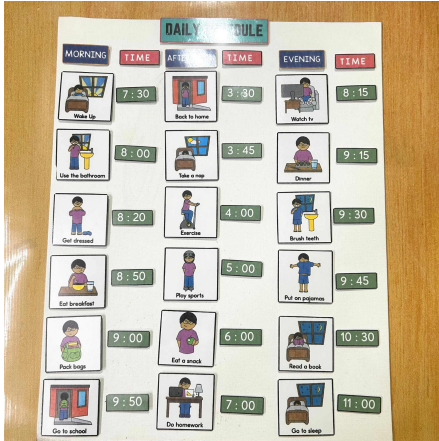 DAILY
MORNING TIME TIME EVENING TIME
Wake Up 7:30 Back to home 3:30 Watch tv 8:15
Use the bathroom 8:00 Take a nap 3:45 Dinner 9:15
Get dressed 8:20 Exercise 4:00 Brush teeth 9:30
Eat breakfast 8:50 Play sports 5:00 Put on pajamas 9:45
Pack bags 9:00 Eat a snack 6:00 Read a book 10:30
Go to school 9:50 Do homework 7:00 Go to sleep 11:00